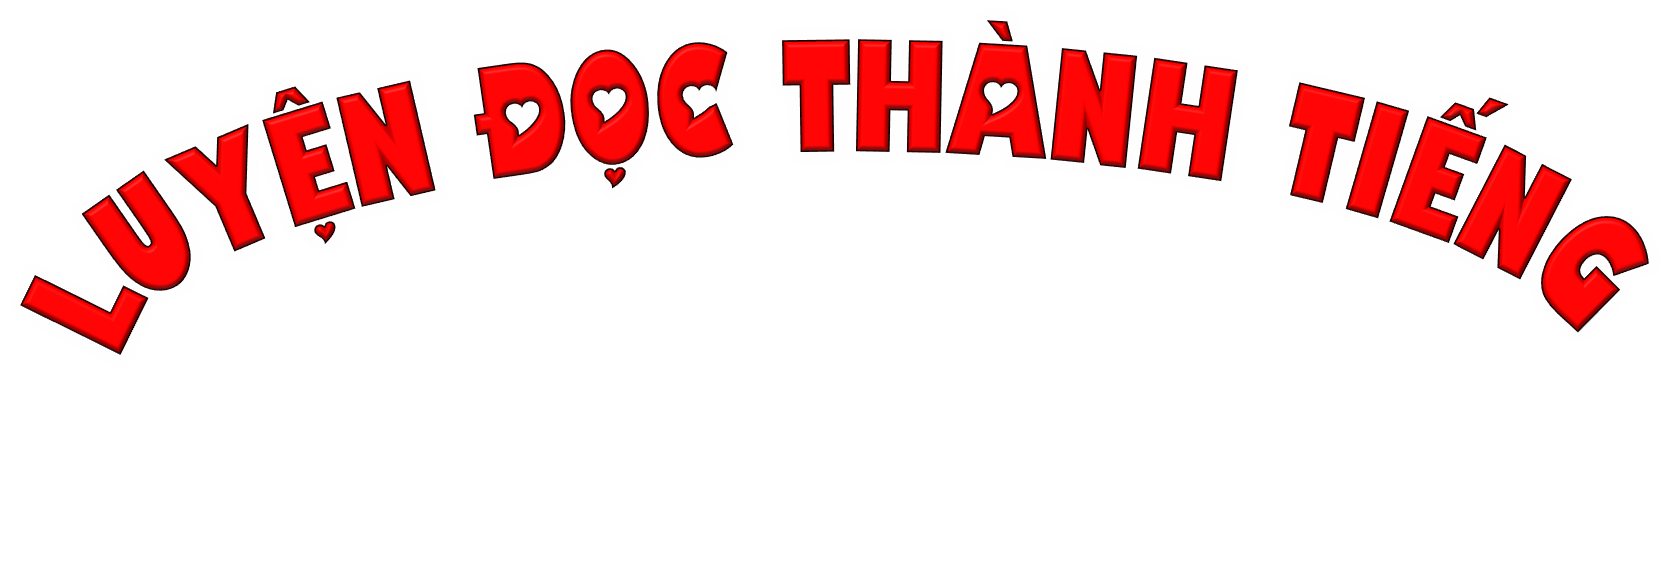 LUYỆN ĐỌC THÀNH TIẾNG